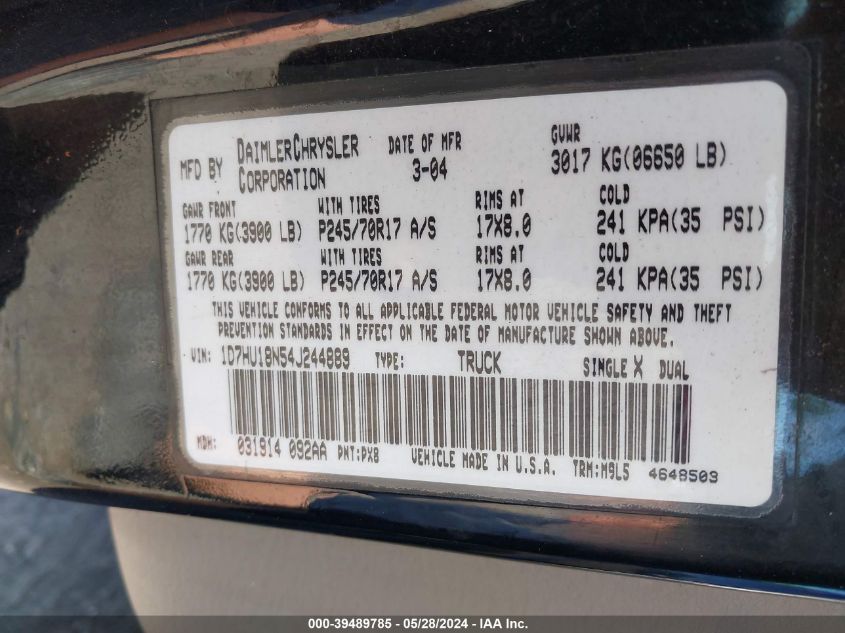 MFD BY DAIMLERCHRYSLER CORPORATION DATE OF MFR 3-04 GVWR 3017 KG(06650 LB)
GAWR FRONT WITH TIRES RIMS AT COLD
1770 KG(3900 LB) P245/70R17 A/S 17X8.0 241 KPA(35 PSI)
GAWR REAR WITH TIRES RIMS AT COLD
1770 KG(3900 LB) P245/70R17 A/S 17X8.0 241 KPA(35 PSI)
THIS VEHICLE CONFORMS TO ALL APPLICABLE FEDERAL MOTOR VEHICLE SAFETY AND THEFT
PREVENTION STANDARDS IN EFFECT ON THE DATE OF MANUFACTURE SHOWN ABOVE.
VIN: 1D7HU18N54J244889 TYPE: TRUCK SINGLE X DUAL
MDH: 031914 092AA PNT:PX8 VEHICLE MADE IN U.S.A. TRM:M9L5 4648503
000-39489785 - 05/28/2024 - IAA Inc.